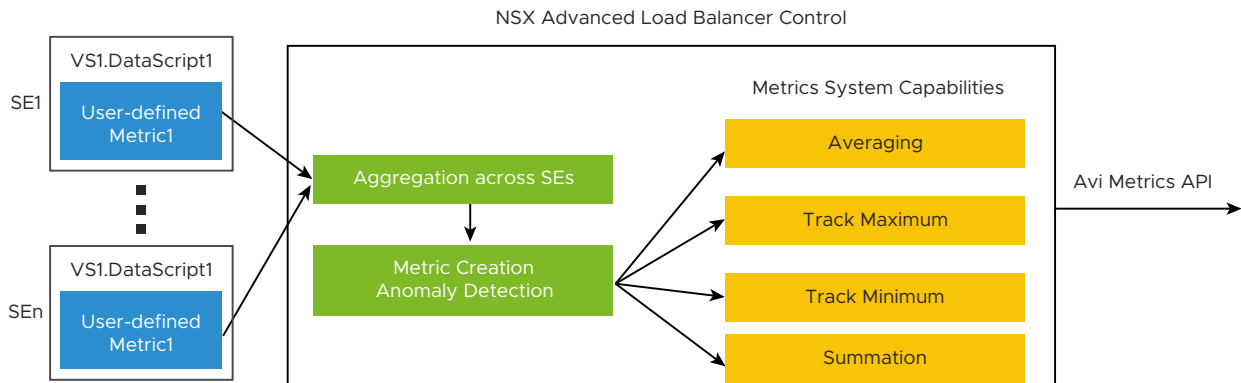 NSX Advanced Load Balancer Control
VS1.DataScript1
SE1
User-defined
Metric1
VS1.DataScript1
SEn
User-defined
Metric1
Aggregation across SEs
Metric Creation
Anomaly Detection
Metrics System Capabilities
Averaging
Track Maximum
Track Minimum
Summation
Avi Metrics API